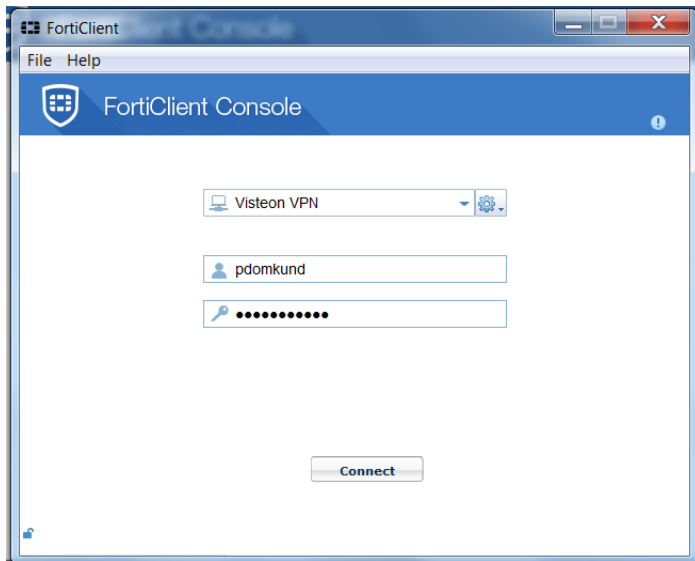 FortiClient
File Help
FortiClient Console
Visteon VPN
pdomkund
•••••••••••
Connect